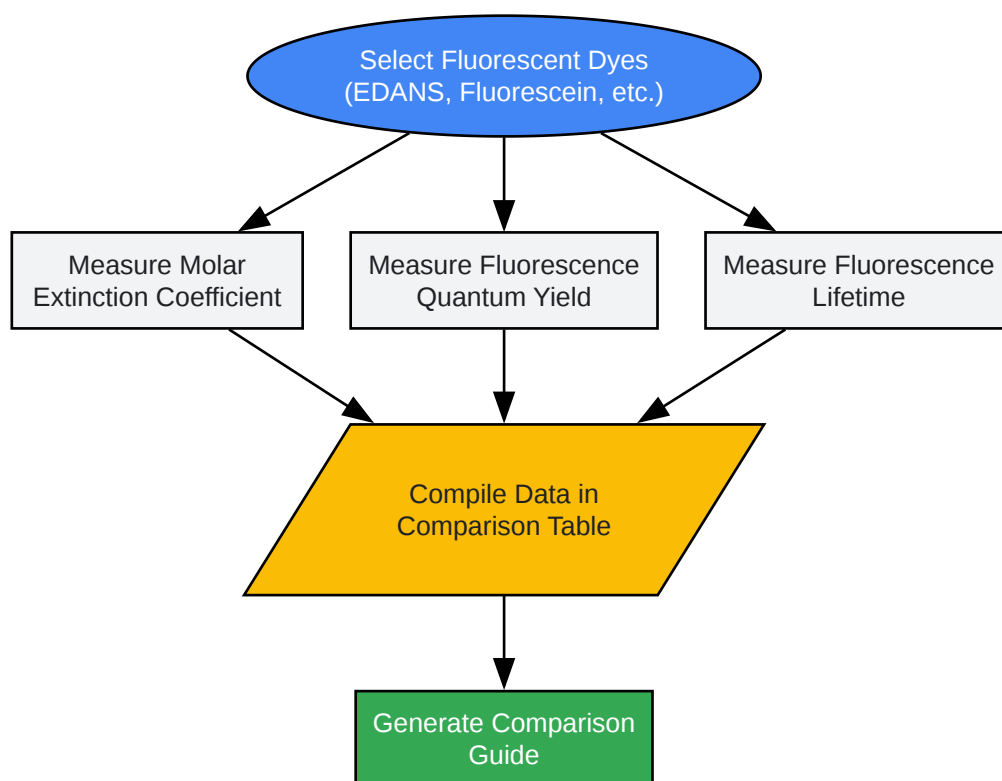 Select Fluorescent Dyes
(EDANS, Fluorescein, etc.)
Measure Molar
Extinction Coefficient
Measure Fluorescence
Quantum Yield
Measure Fluorescence
Lifetime
Compile Data in
Comparison Table
Generate Comparison
Guide